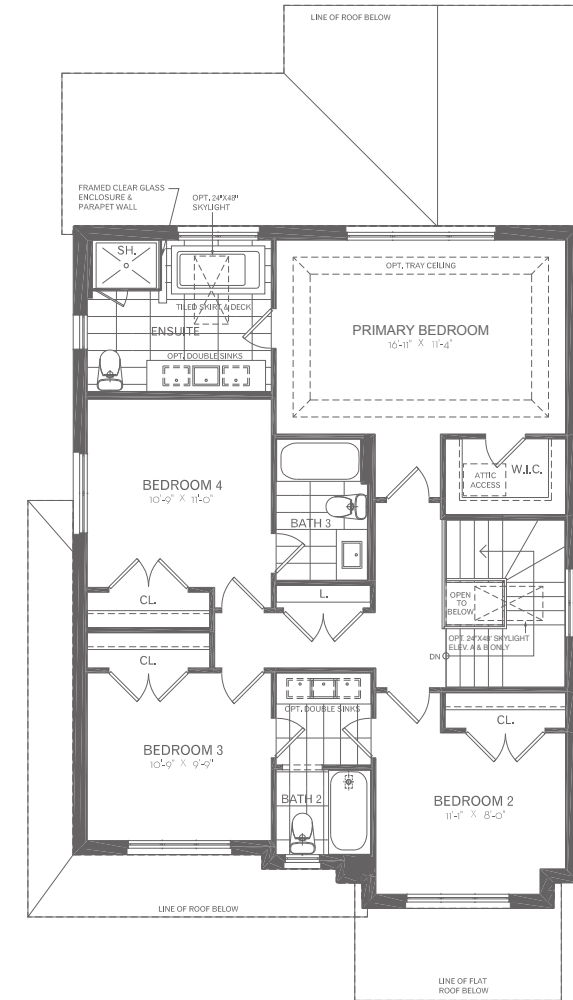 LINE OF ROOF BELOW
FRAMED CLEAR GLASS
ENCLOSURE &
PARAPET WALL
OPT. 24"X48"
SKYLIGHT
SH.
OPT. TRAY CEILING
TILED SKIRT & DECK
ENSUITE
PRIMARY BEDROOM
16'-11" X 11'-4"
OPT. DOUBLE SINKS
W.I.C.
ATTIC
ACCESS
BEDROOM 4
10'-9" X 11'-0"
BATH 3
L.
CL.
OPEN
TO
BELOW
OPT. 24"X48" SKYLIGHT
ELEV. A & B ONLY
DN
CL.
OPT. DOUBLE SINKS
CL.
BEDROOM 3
10'-9" X 9'-9"
BATH 2
BEDROOM 2
11'-1" X 8'-0"
LINE OF ROOF BELOW
LINE OF FLAT
ROOF BELOW